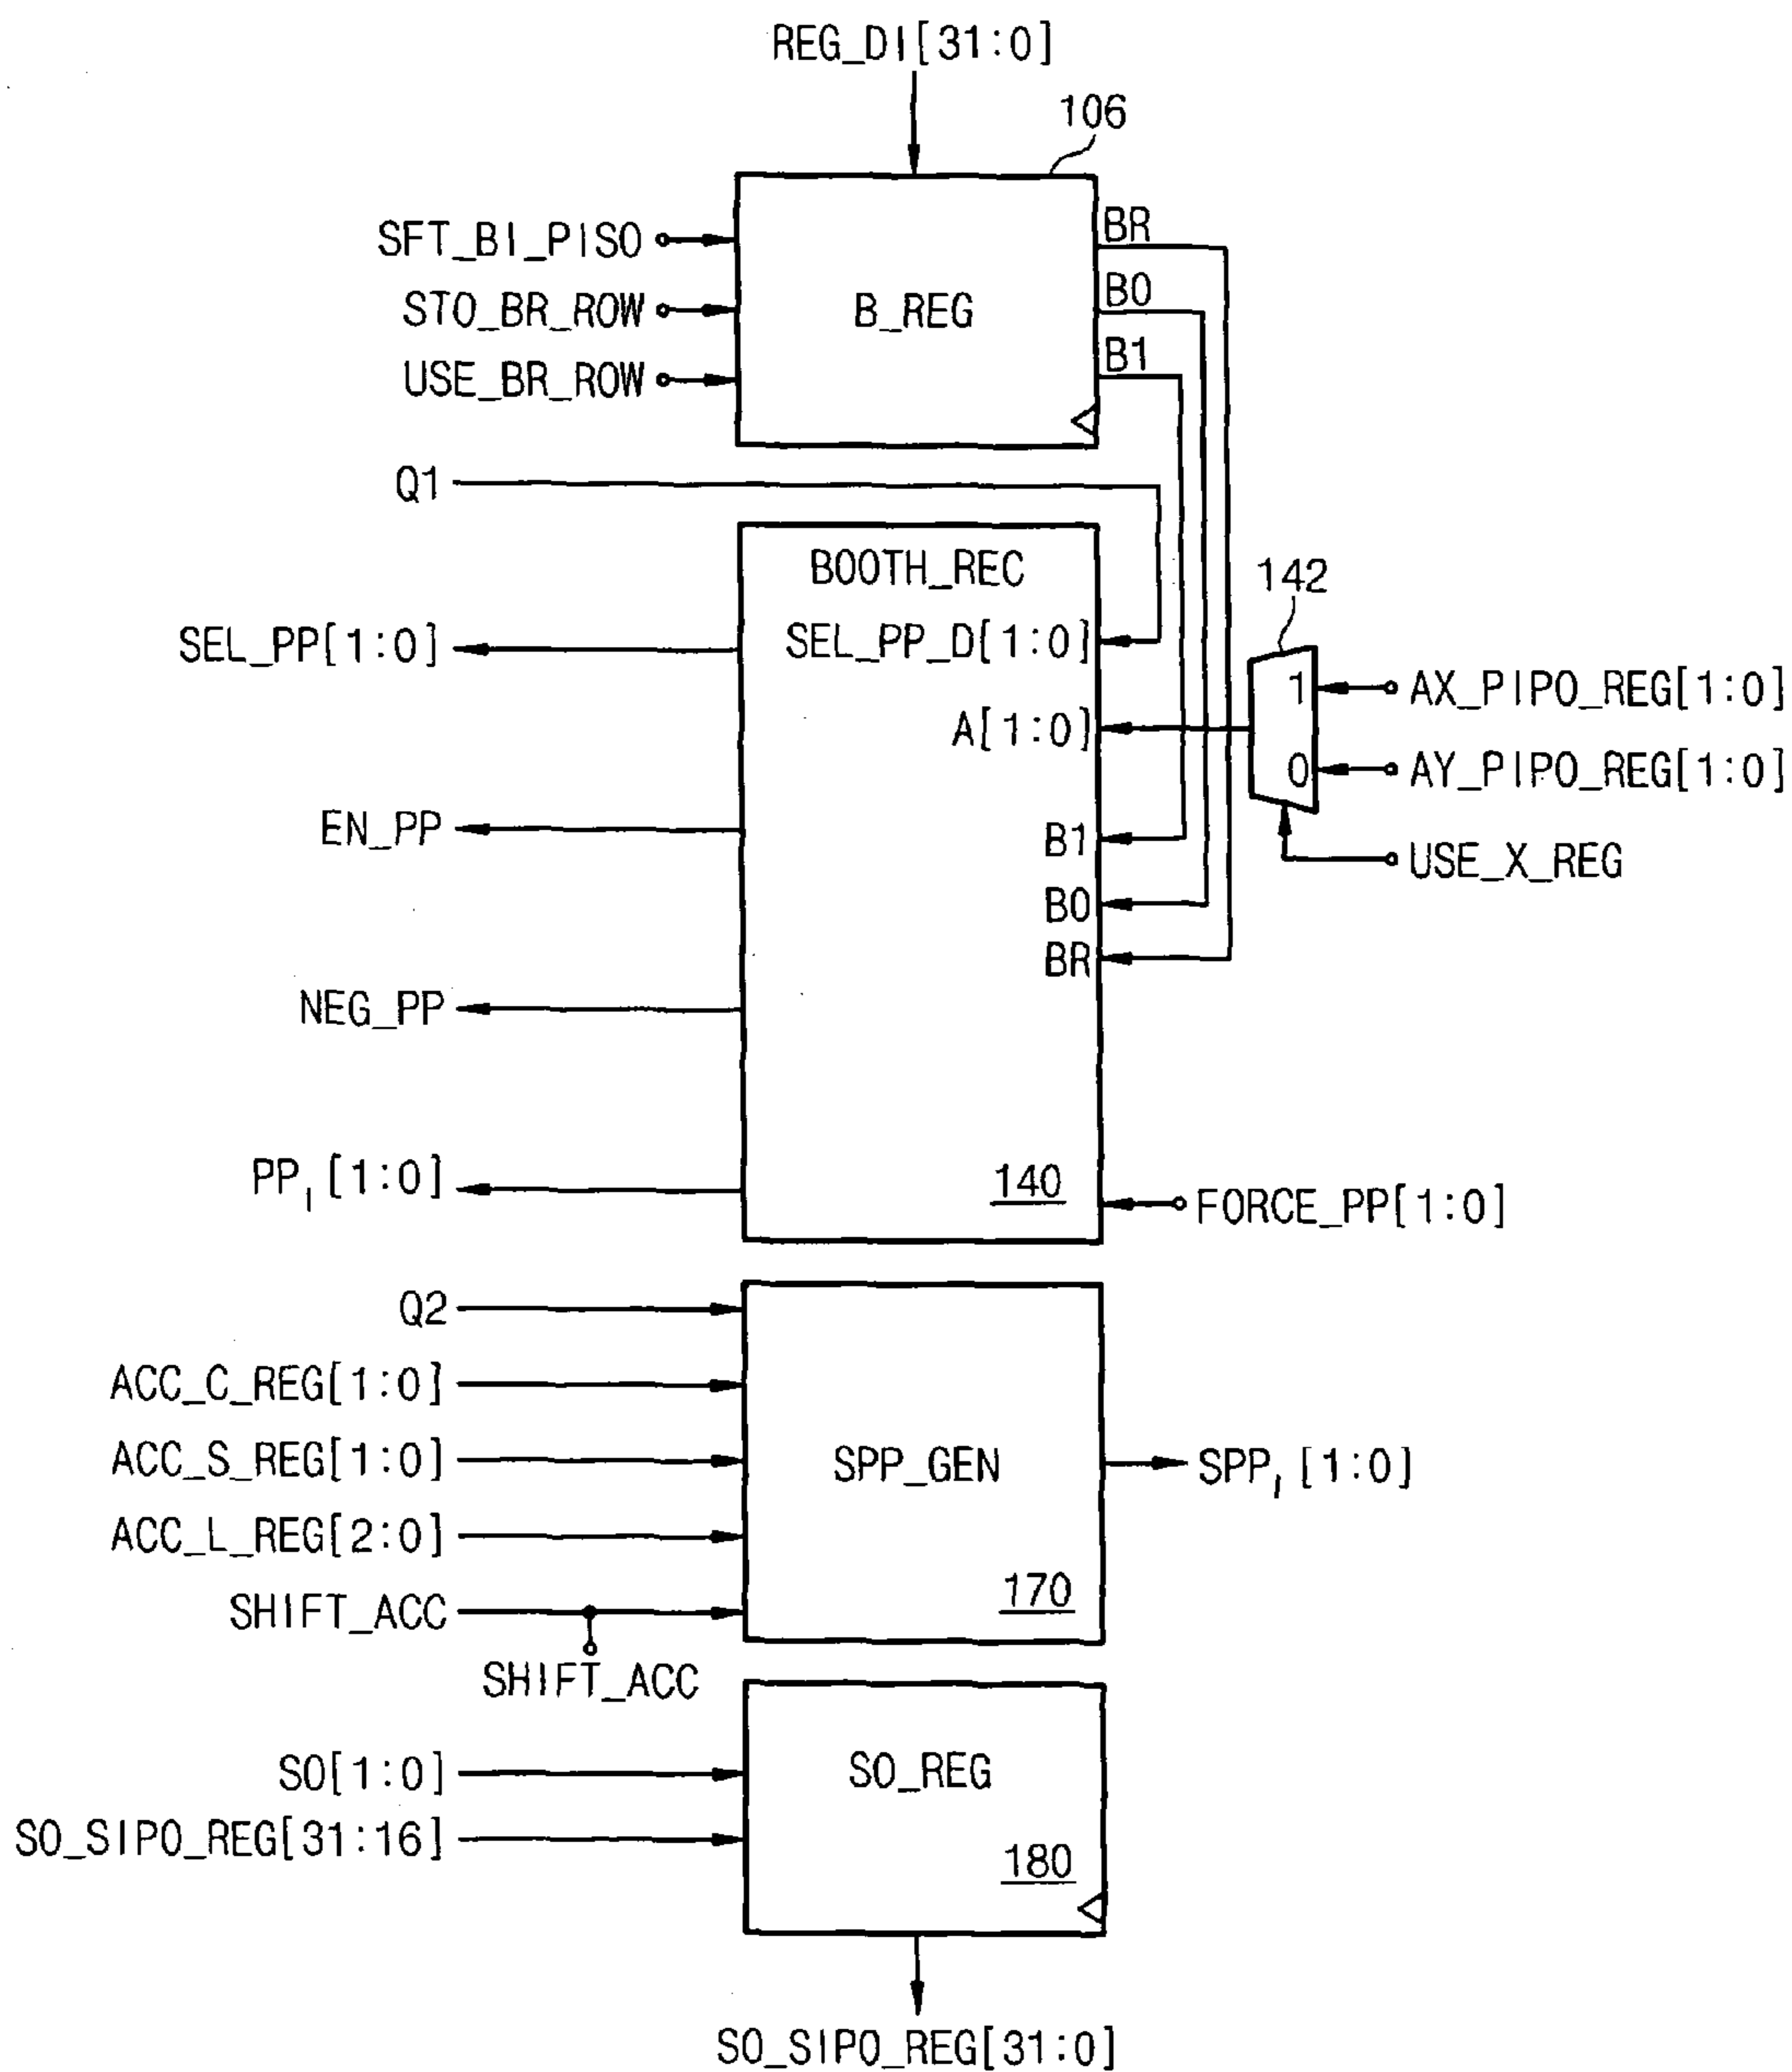 REG_DI[31:0]
106
SFT_BI_PISO
STO_BR_ROW
USE_BR_ROW
B_REG
BR
B0
B1
Q1
BOOTH_REC
142
SEL_PP[1:0]
SEL_PP_D[1:0]
1
AX_PIPO_REG[1:0]
A[1:0]
0
AY_PIPO_REG[1:0]
EN_PP
B1
USE_X_REG
B0
BR
NEG_PP
PPI [1:0]
140
FORCE_PP[1:0]
Q2
ACC_C_REG[1:0]
ACC_S_REG[1:0]
SPP_GEN
SPPI [1:0]
ACC_L_REG[2:0]
170
SHIFT_ACC
SHIFT_ACC
SO[1:0]
SO_REG
SO_SIPO_REG[31:16]
180
SO_SIPO_REG[31:0]